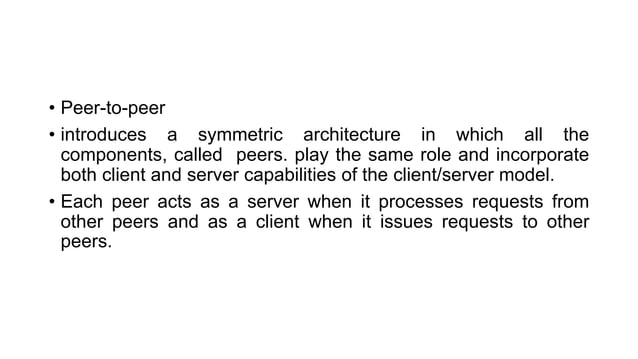 • Peer-to-peer
• introduces a symmetric architecture in which all the
components, called peers. play the same role and incorporate
both client and server capabilities of the client/server model.
• Each peer acts as a server when it processes requests from
other peers and as a client when it issues requests to other
peers.